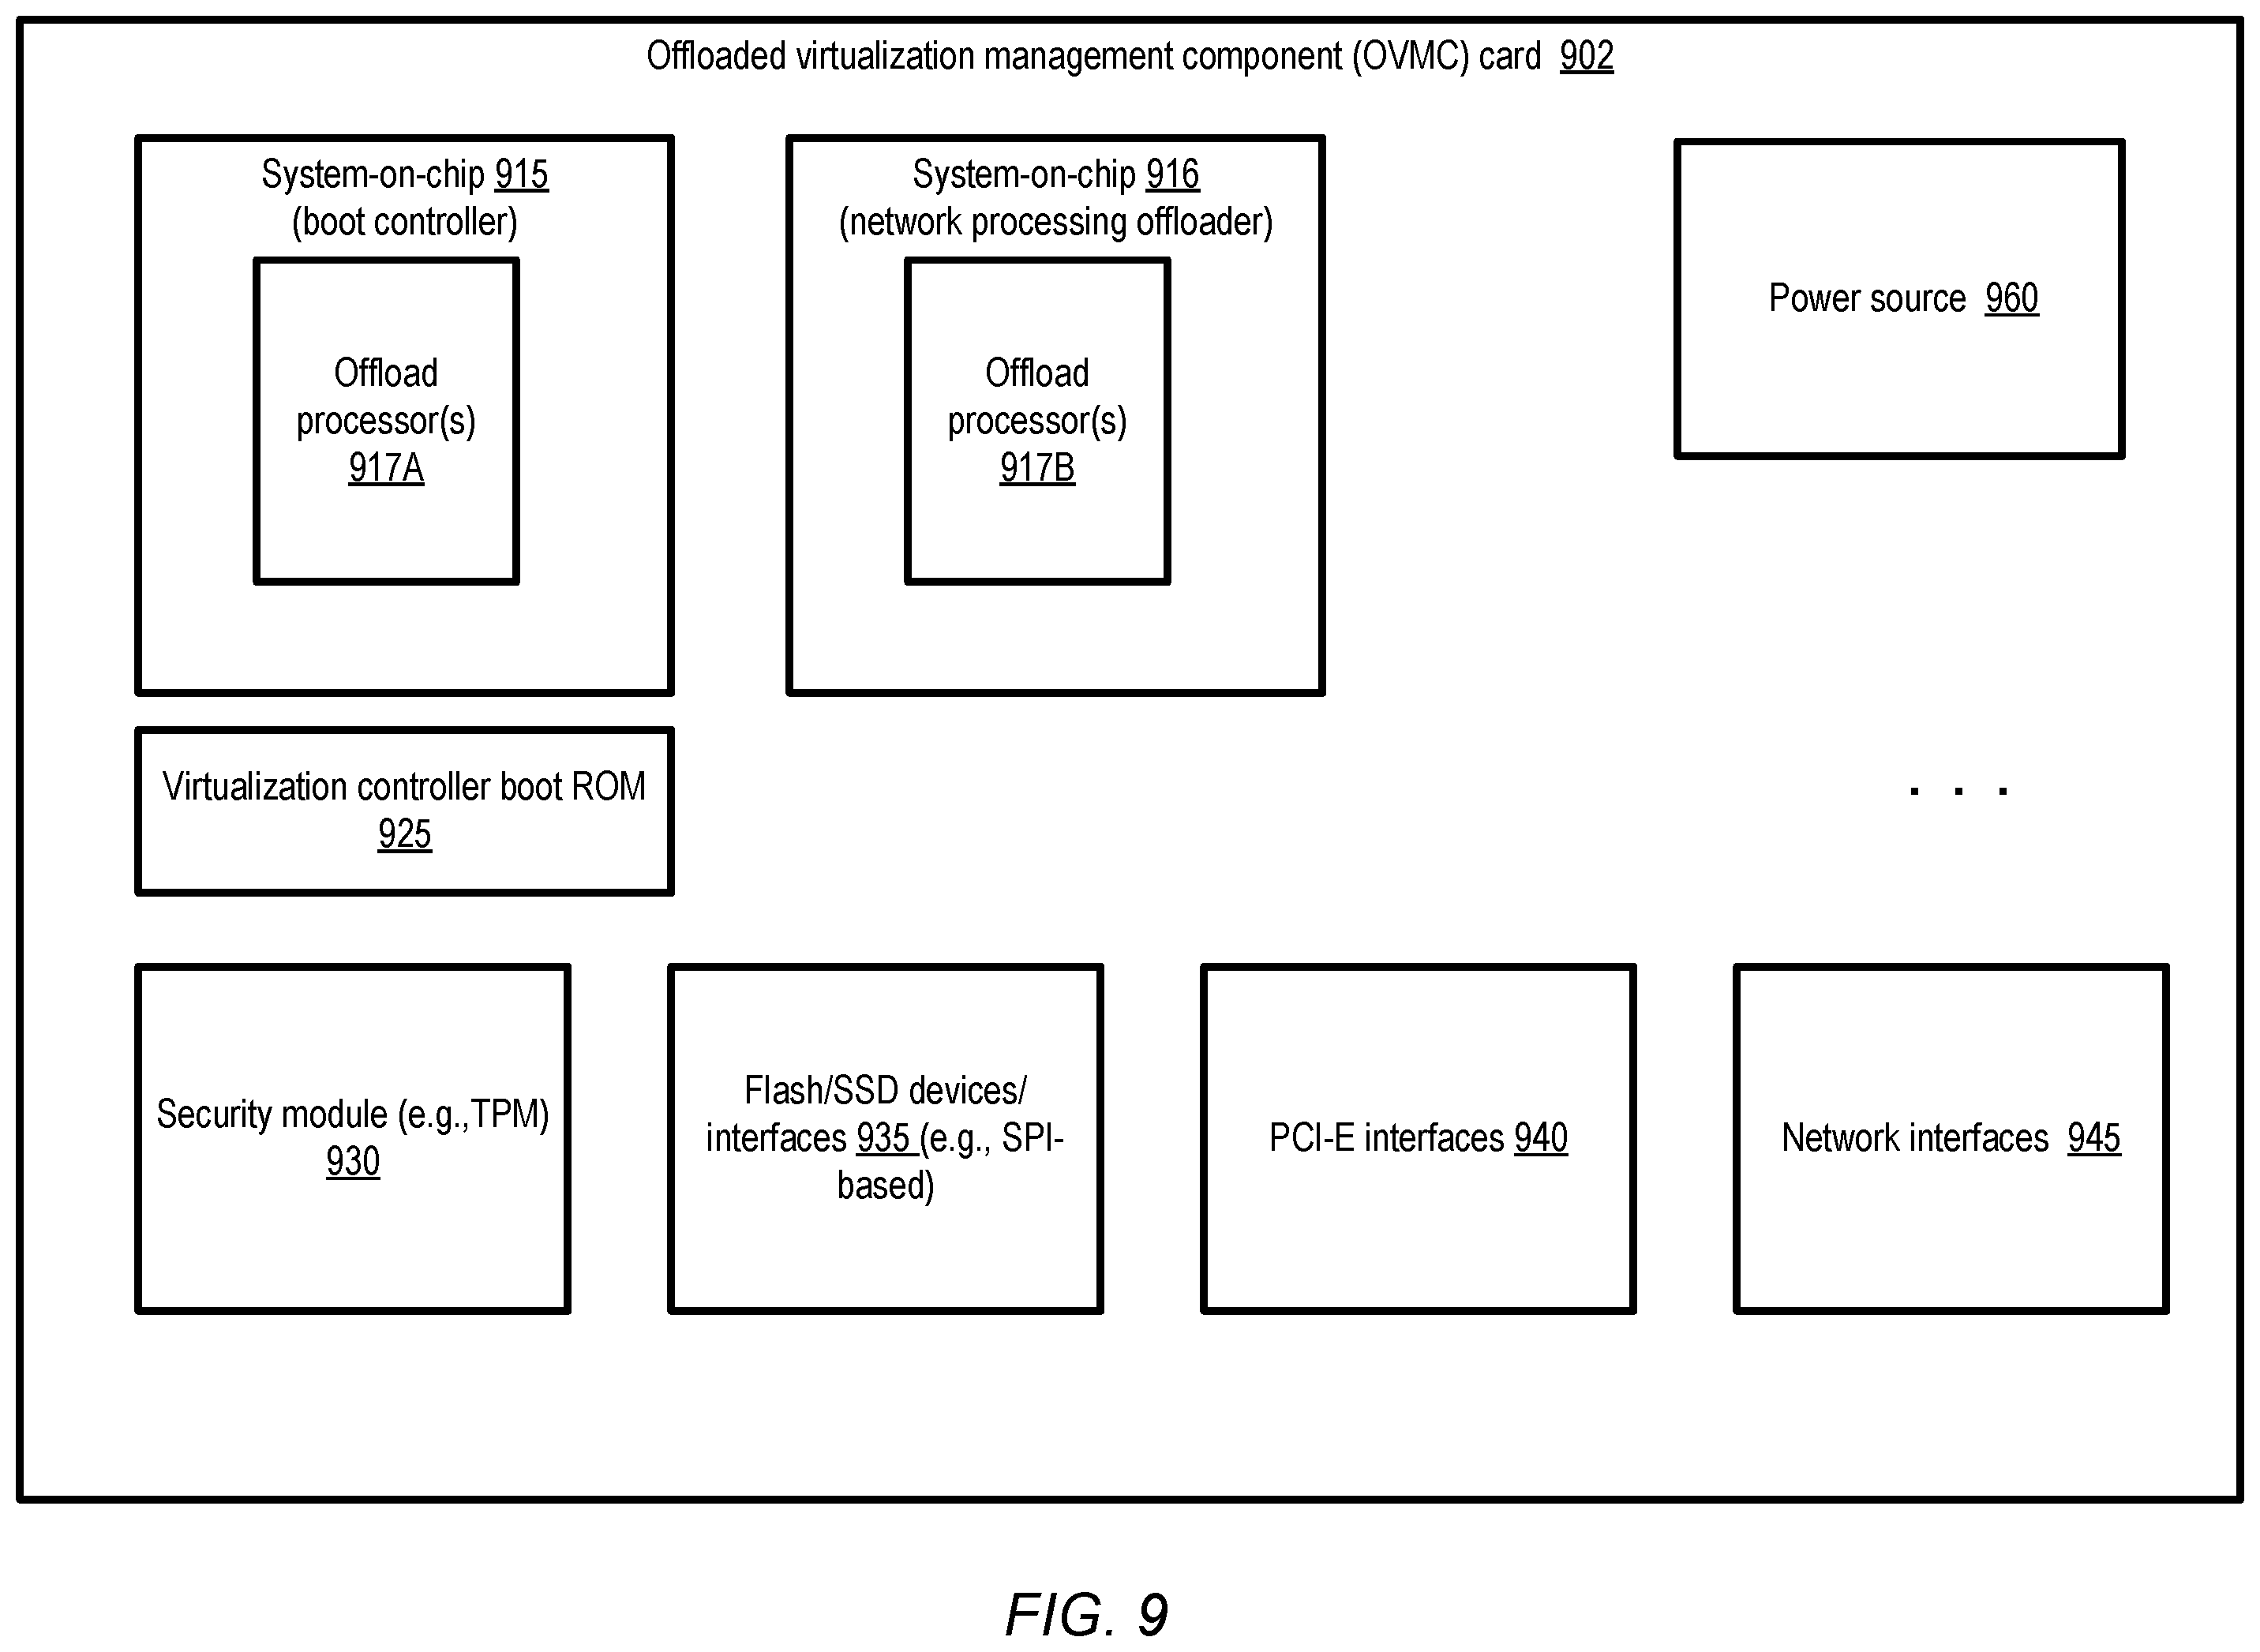 Offloaded virtualization management component (OVMC) card 902
System-on-chip 915
(boot controller)
Offload
processor(s)
917A
System-on-chip 916
(network processing offloader)
Offload
processor(s)
917B
Power source 960
Virtualization controller boot ROM
925
. . .
Security module (e.g.,TPM)
930
Flash/SSD devices/
interfaces 935 (e.g., SPI-
based)
PCI-E interfaces 940
Network interfaces 945
FIG. 9